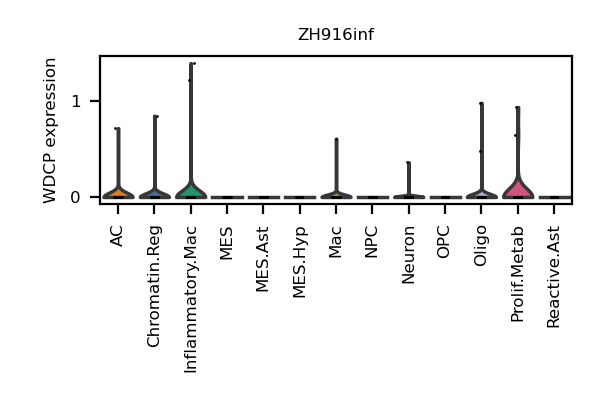 ZH916inf
WDCP expression
1
0
AC
Chromatin.Reg
Inflammatory.Mac
MES
MES.Ast
MES.Hyp
Mac
NPC
Neuron
OPC
Oligo
Prolif.Metab
Reactive.Ast